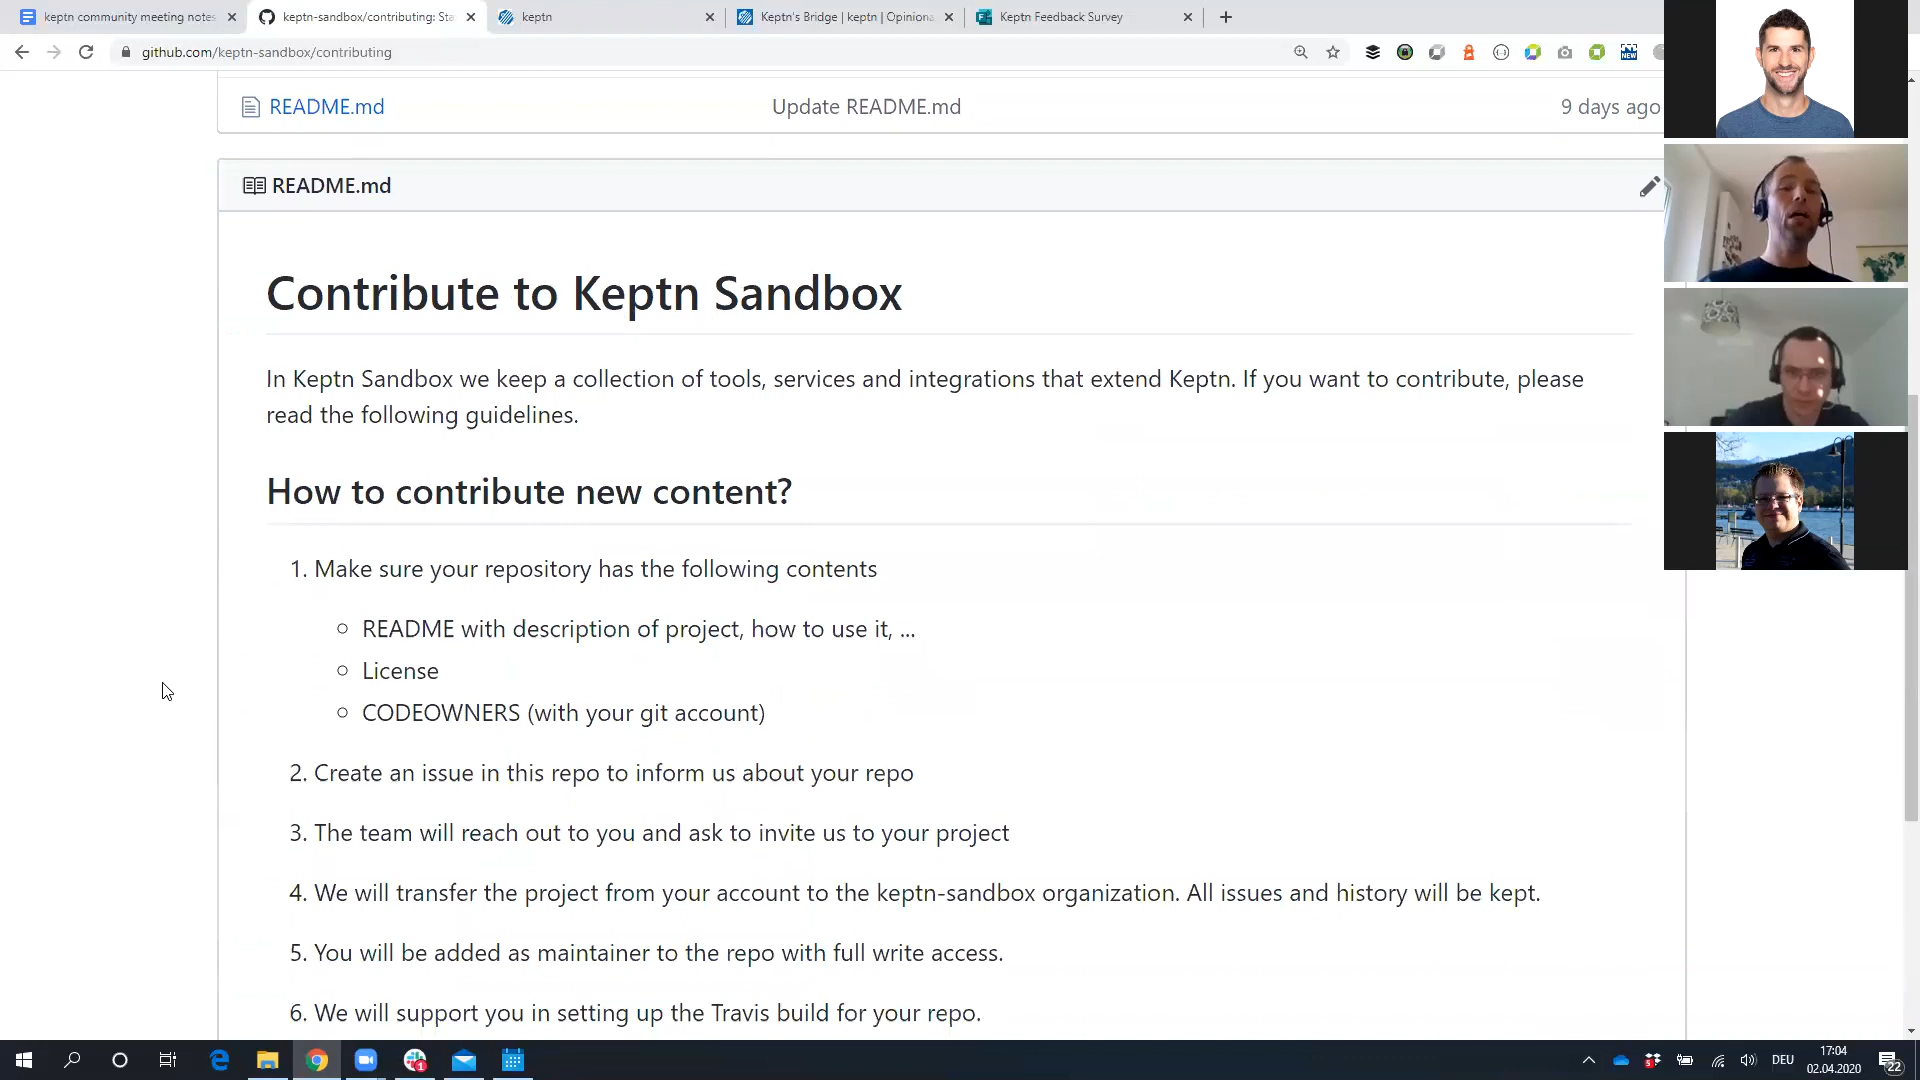 keptn community meeting notes
keptn-sandbox/contributing: Sta
keptn
Keptn's Bridge | keptn | Opiniona
Keptn Feedback Survey
github.com/keptn-sandbox/contributing
NEW
README.md
Update README.md
9 days ago
README.md
Contribute to Keptn Sandbox
In Keptn Sandbox we keep a collection of tools, services and integrations that extend Keptn. If you want to contribute, please
read the following guidelines.
How to contribute new content?
1. Make sure your repository has the following contents
README with description of project, how to use it, ...
License
CODEOWNERS (with your git account)
2. Create an issue in this repo to inform us about your repo
3. The team will reach out to you and ask to invite us to your project
4. We will transfer the project from your account to the keptn-sandbox organization. All issues and history will be kept.
5. You will be added as maintainer to the repo with full write access.
6. We will support you in setting up the Travis build for your repo.
1
DEU
17:04
02.04.2020
22